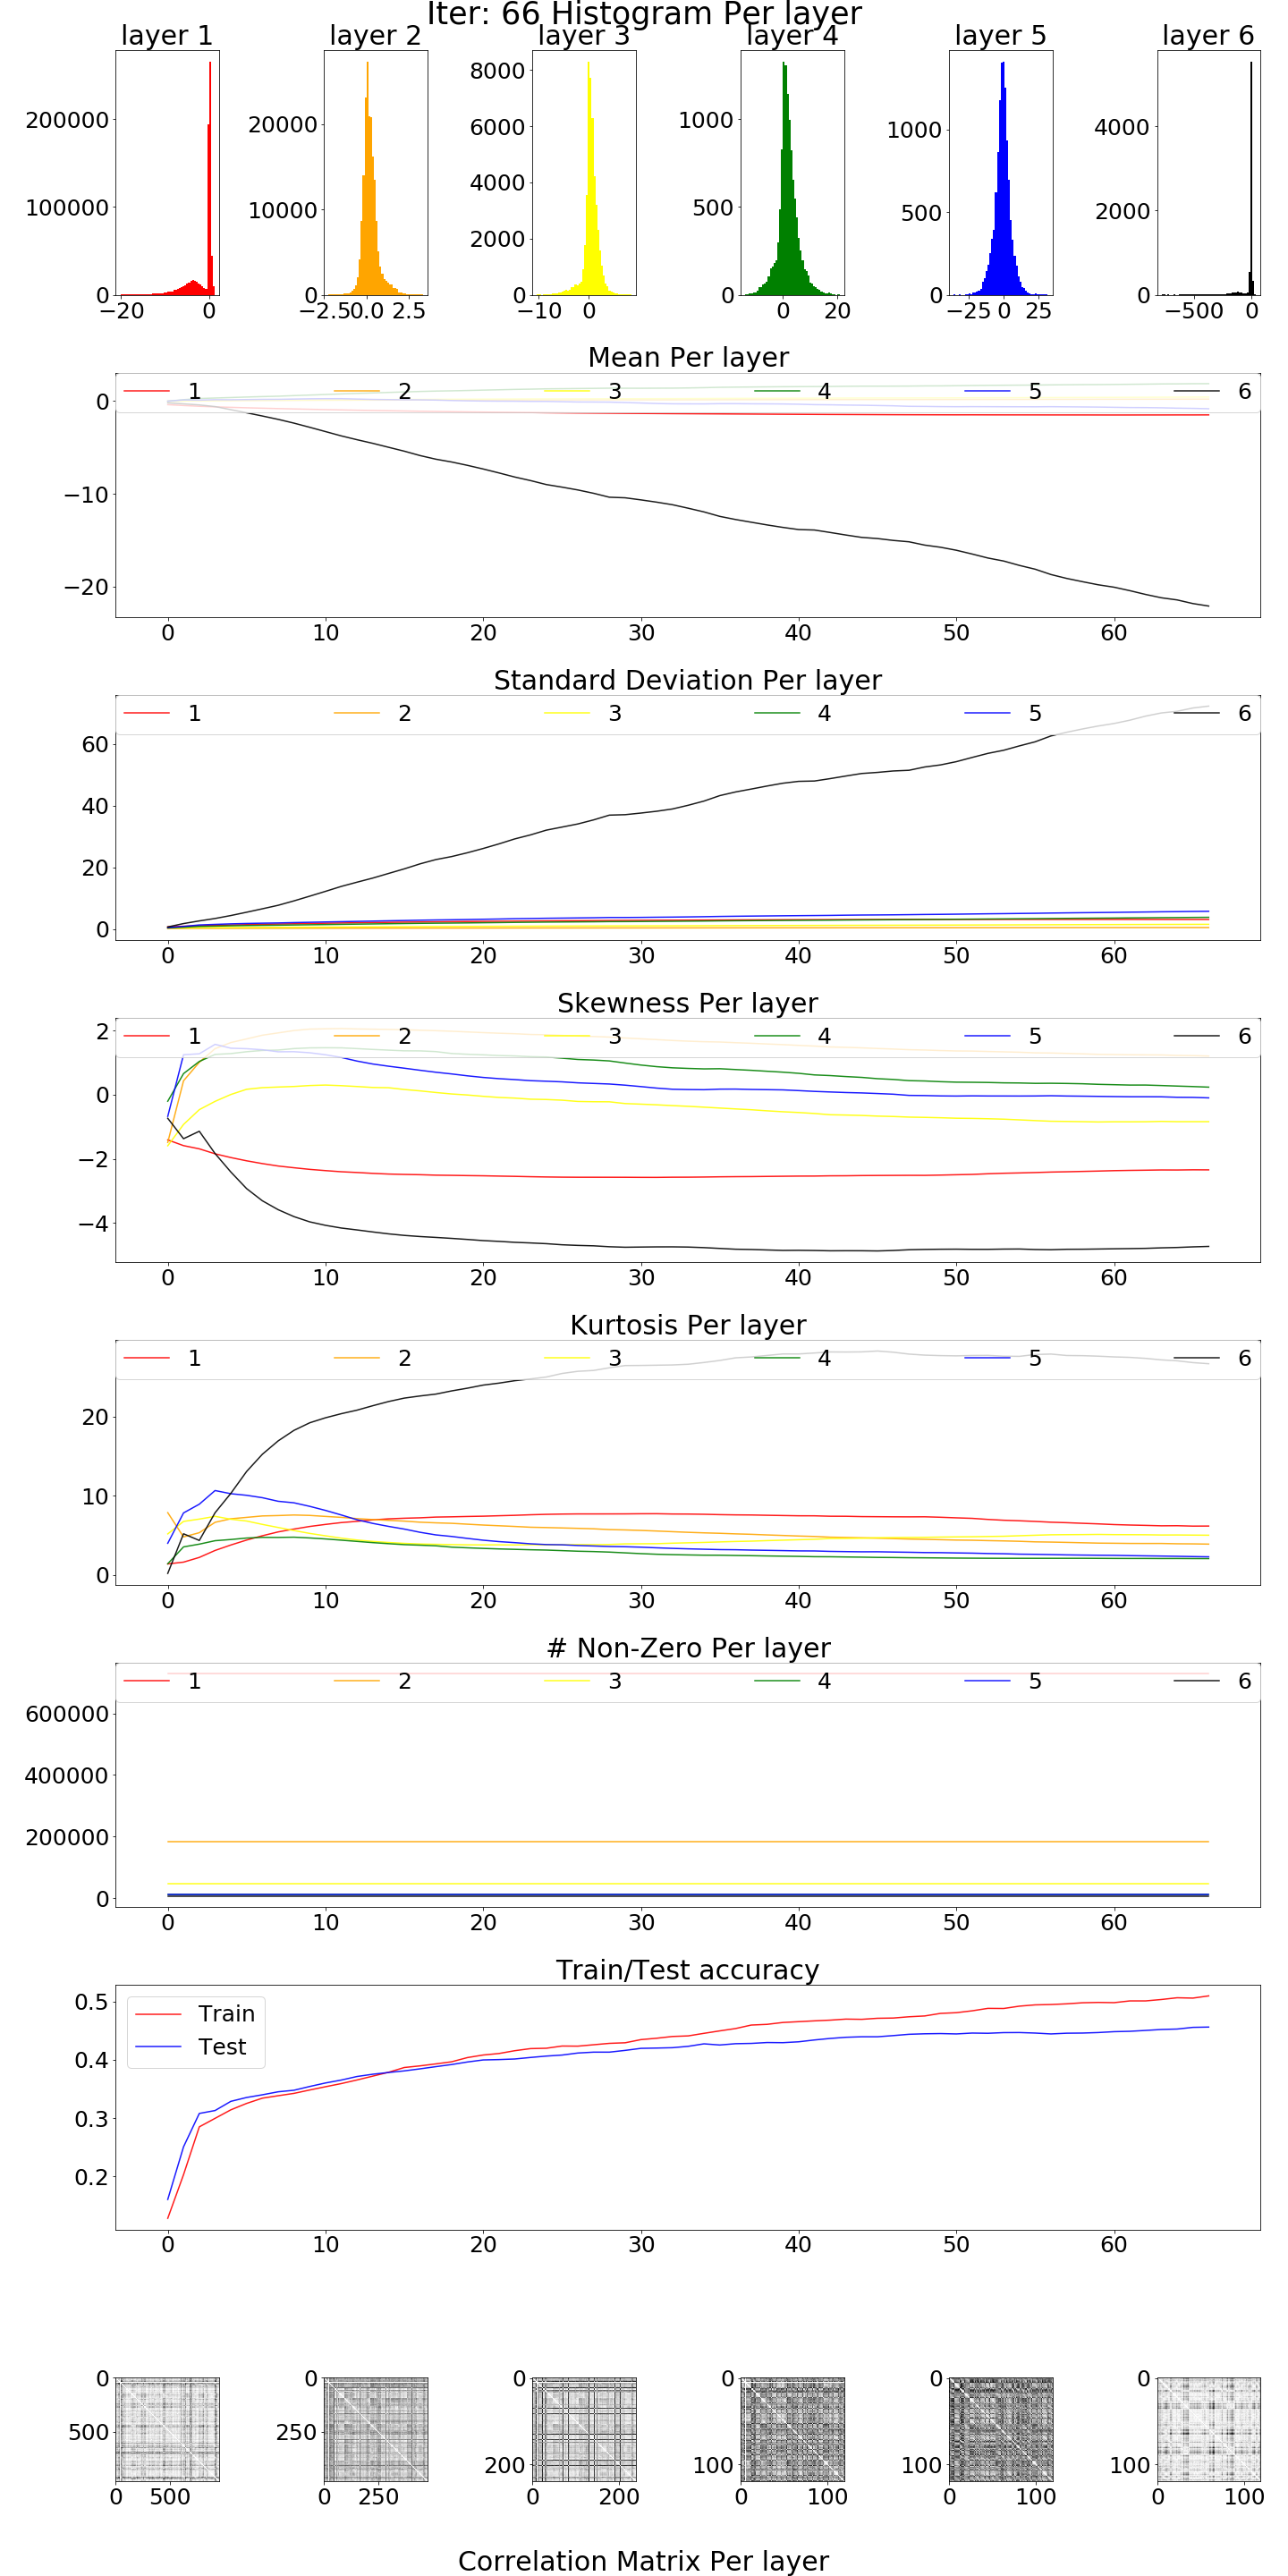 Iter: 66 Histogram Per layer
layer 1 layer 2 layer 3 layer 4 layer 5 layer 6
200000
100000
0
−20 0
20000
10000
0
−2.5 0.0 2.5
8000
6000
4000
2000
0
−10 0
1000
500
0
0 20
1000
500
0
−25 0 25
4000
2000
0
−500 0
Mean Per layer
1 2 3 4 5 6
0
−10
−20
0 10 20 30 40 50 60
Standard Deviation Per layer
1 2 3 4 5 6
60
40
20
0
0 10 20 30 40 50 60
Skewness Per layer
1 2 3 4 5 6
2
0
−2
−4
0 10 20 30 40 50 60
Kurtosis Per layer
1 2 3 4 5 6
20
10
0
0 10 20 30 40 50 60
# Non-Zero Per layer
1 2 3 4 5 6
600000
400000
200000
0
0 10 20 30 40 50 60
Train/Test accuracy
Train
Test
0.5
0.4
0.3
0.2
0 10 20 30 40 50 60
0
500
0 500
0
250
0 250
0
200
0 200
0
100
0 100
0
100
0 100
0
100
0 100
Correlation Matrix Per layer